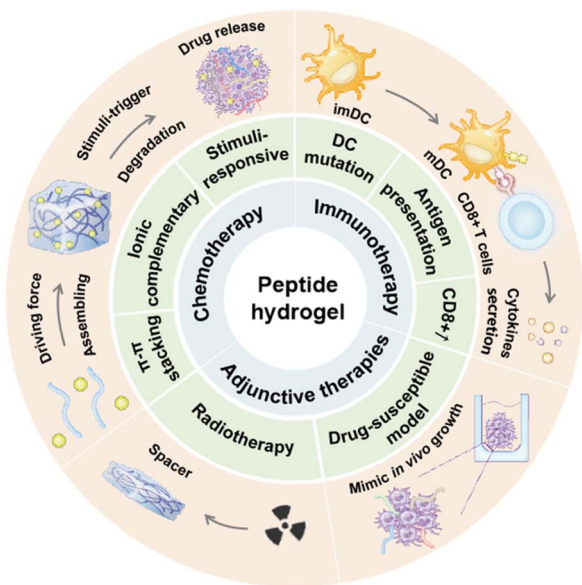 Peptide
hydrogel
Chemotherapy
Immunotherapy
Adjunctive therapies
π-π
stacking
Ionic
complementary
Stimuli-
responsive
DC
mutation
Antigen
presentation
CD8+↑
Drug-susceptible
model
Radiotherapy
Driving force
Assembling
Stimuli-trigger
Degradation
Drug release
imDC
mDC
CD8+T cells
Cytokines
secretion
Mimic in vivo growth
Spacer